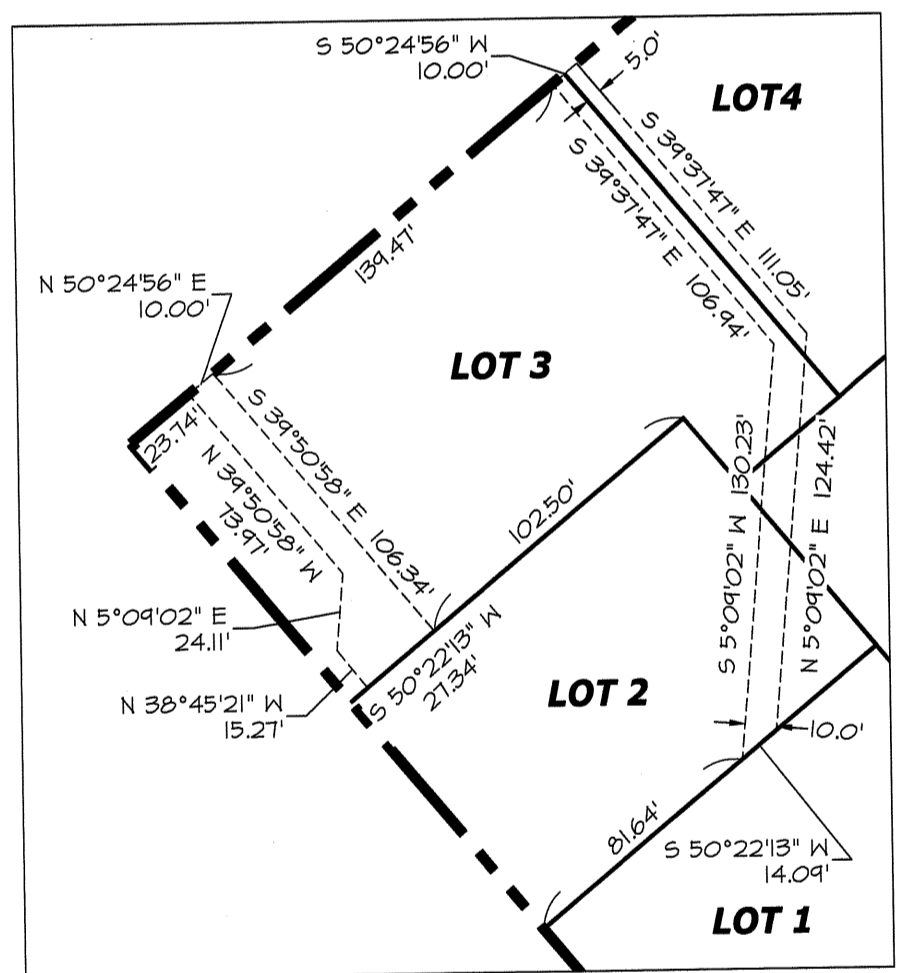 S 50°24'56" W
10.00'
5.0'
LOT4
S 39°37'47" E 111.05'
S 39°37'47" E 106.94'
139.47'
N 50°24'56" E
10.00'
LOT 3
23.74'
S 39°50'58" E 106.34'
N 39°50'58" W
73.97'
102.50'
S 5°09'02" W 130.23'
N 5°09'02" E 124.42'
N 5°09'02" E
24.11'
S 50°22'13" W
27.34'
N 38°45'21" W
15.27'
LOT 2
10.0'
81.64'
S 50°22'13" W
14.09'
LOT 1